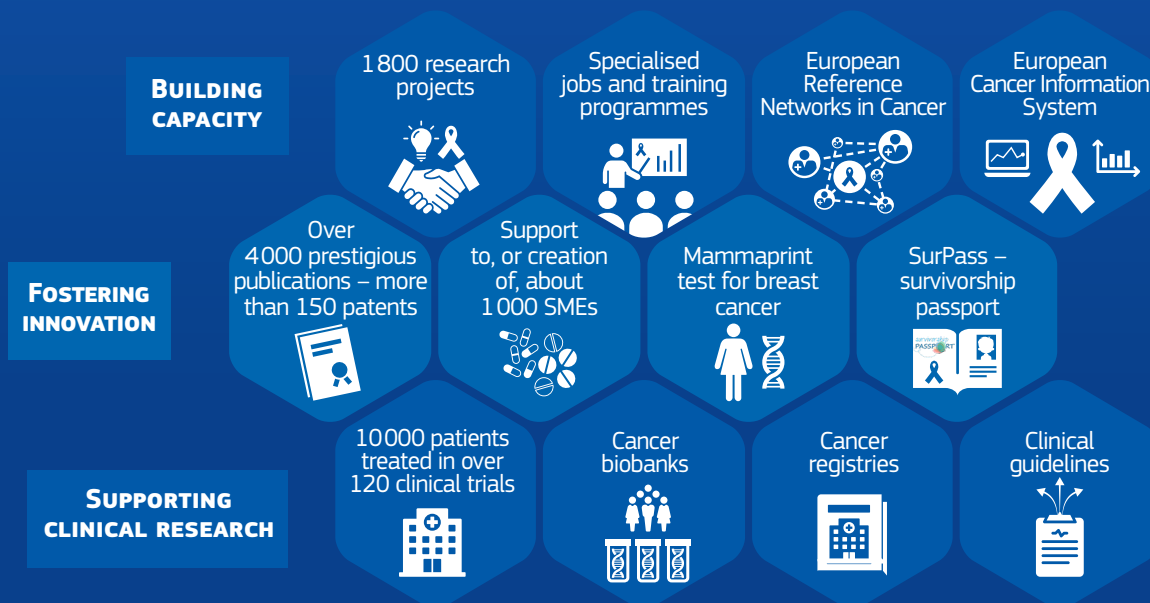 BUILDING
CAPACITY
1 800 research
projects
Specialised
jobs and training
programmes
European
Reference
Networks in Cancer
European
Cancer Information
System
FOSTERING
INNOVATION
Over
4 000 prestigious
publications – more
than 150 patents
Support
to, or creation
of, about
1 000 SMEs
Mammaprint
test for breast
cancer
SurPass –
survivorship
passport
survivorship
PASSPORT
SUPPORTING
CLINICAL RESEARCH
10 000 patients
treated in over
120 clinical trials
Cancer
biobanks
Cancer
registries
Clinical
guidelines